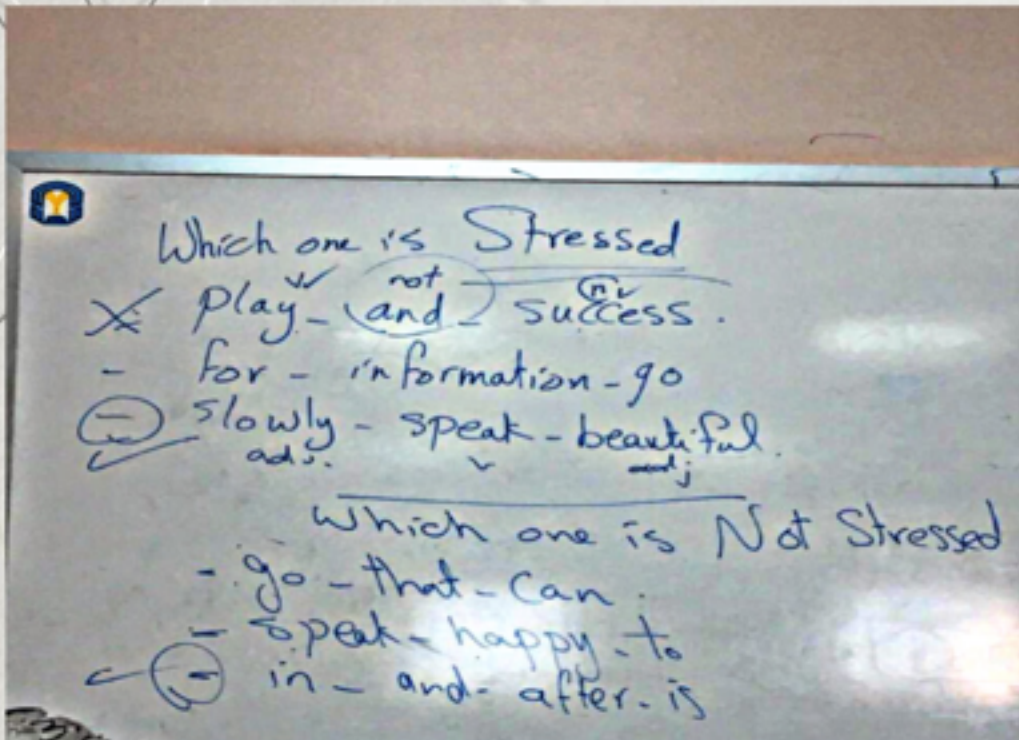 Which one is Stressed
not n
play - and - success.
- for - information - go
- slowly - speak - beautiful.
adv. v adj
Which one is Not Stressed
- go - that - can.
- speak - happy - to
- in - and - after - is